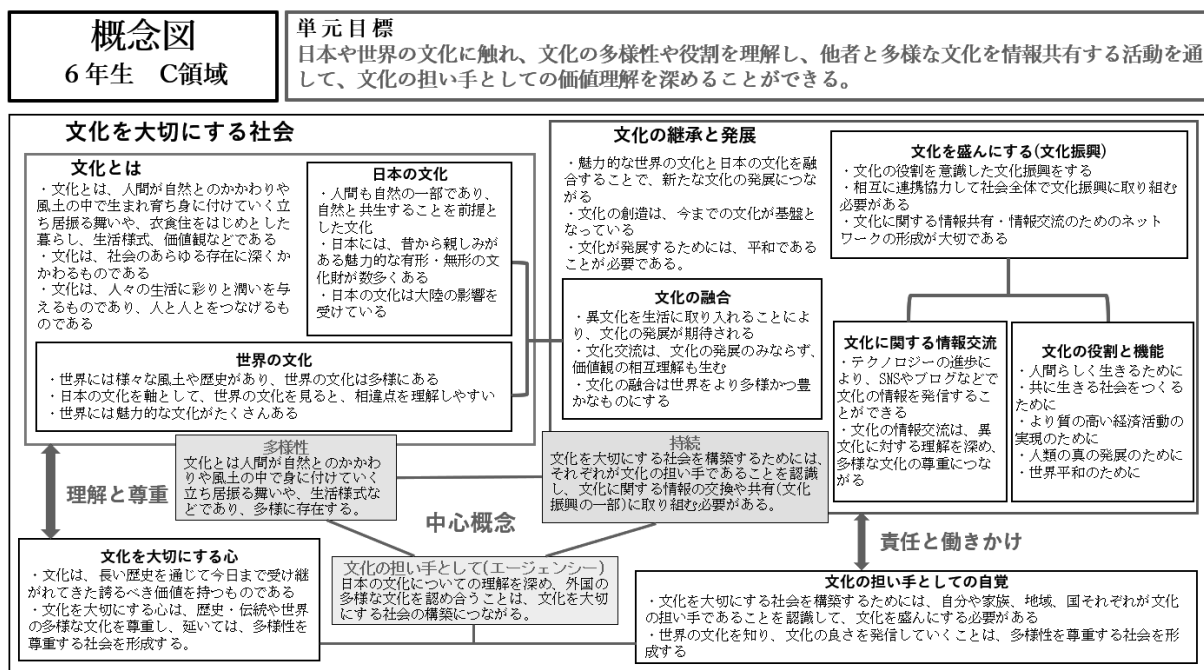 概念図
6年生 C領域
単元目標
日本や世界の文化に触れ、文化の多様性や役割を理解し、他者と多様な文化を情報共有する活動を通
して、文化の担い手としての価値理解を深めることができる。
文化を大切にする社会
文化とは
・文化とは、人間が自然とのかかわりや
風土の中で生まれ育ち身に付けていく立
ち居振る舞いや、衣食住をはじめとした
暮らし、生活様式、価値観などである
・文化は、社会のあらゆる存在に深くか
かわるものである
・文化は、人々の生活に彩りと潤いを与
えるものであり、人と人とをつなげるも
のである
日本の文化
・人間も自然の一部であり、
自然と共生することを前提と
した文化
・日本には、昔から親しみが
ある魅力的な有形・無形の文
化財が数多くある
・日本の文化は大陸の影響を
受けている
世界の文化
・世界には様々な風土や歴史があり、世界の文化は多様にある
・日本の文化を軸として、世界の文化を見ると、相違点を理解しやすい
・世界には魅力的な文化がたくさんある
文化の継承と発展
・魅力的な世界の文化と日本の文化を融
合することで、新たな文化の発展につな
がる
・文化の創造は、今までの文化が基盤と
なっている
・文化が発展するためには、平和である
ことが必要である。
文化の融合
・異文化を生活に取り入れることによ
り、文化の発展が期待される
・文化交流は、文化の発展のみならず、
価値観の相互理解も生む
・文化の融合は世界をより多様かつ豊
かなものにする
文化を盛んにする(文化振興)
・文化の役割を意識した文化振興をする
・相互に連携協力して社会全体で文化振興に取り組む
必要がある
・文化に関する情報共有・情報交流のためのネット
ワークの形成が大切である
文化に関する情報交流
・テクノロジーの進歩に
より、SNSやブログなどで
文化の情報を発信するこ
とができる
・文化の情報交流は、異
文化に対する理解を深め、
多様な文化の尊重につな
がる
文化の役割と機能
・人間らしく生きるために
・共に生きる社会をつくる
ために
・より質の高い経済活動の
実現のために
・人類の真の発展のために
・世界平和のために
多様性
文化とは人間が自然とのかかわ
りや風土の中で身に付けていく
立ち居振る舞いや、生活様式な
どであり、多様に存在する。
持続
文化を大切にする社会を構築するためには、
それぞれが文化の担い手であることを認識
し、文化に関する情報の交換や共有(文化
振興の一部)に取り組む必要がある。
理解と尊重
中心概念
責任と働きかけ
文化を大切にする心
・文化は、長い歴史を通じて今日まで受け継
がれてきた誇るべき価値を持つものである
・文化を大切にする心は、歴史・伝統や世界
の多様な文化を尊重し、延いては、多様性を
尊重する社会を形成する。
文化の担い手として(エージェンシー)
日本の文化についての理解を深め、外国の
多様な文化を認め合うことは、文化を大切
にする社会の構築につながる。
文化の担い手としての自覚
・文化を大切にする社会を構築するためには、自分や家族、地域、国それぞれが文化
の担い手であることを認識して、文化を盛んにする必要がある
・世界の文化を知り、文化の良さを発信していくことは、多様性を尊重する社会を形
成する